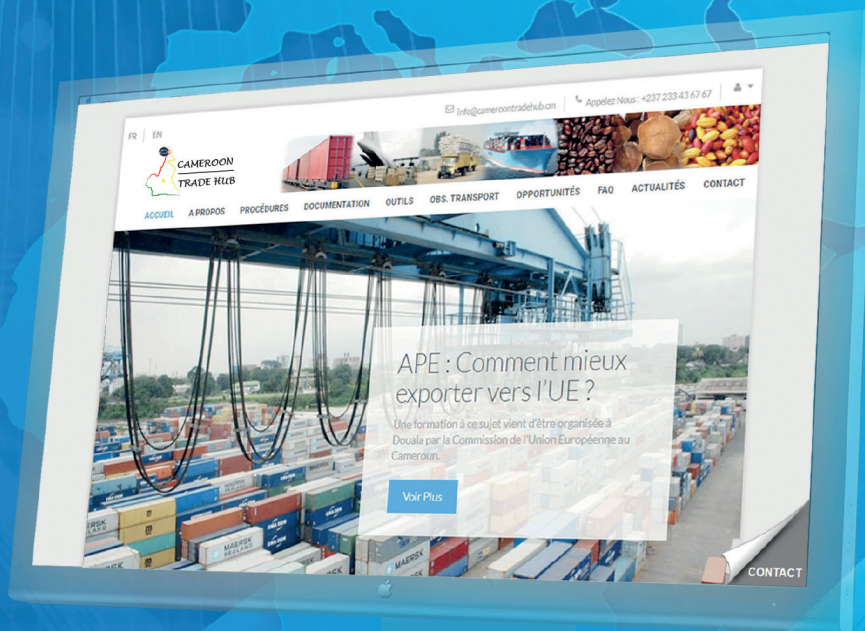 FR | EN
info@cameroontradehub.cm
Appelez Nous : +237 233 43 67 67
CAMEROON
TRADE HUB
ACCUEIL A PROPOS PROCÉDURES DOCUMENTATION OUTILS OBS. TRANSPORT OPPORTUNITÉS FAQ ACTUALITÉS CONTACT
APE : Comment mieux
exporter vers l'UE ?
Une formation à ce sujet vient d'être organisée à
Douala par la Commission de l'Union Européerine au
Cameroun.
Voir Plus
MAERSK
SEALAND
MAERSK
CONTACT